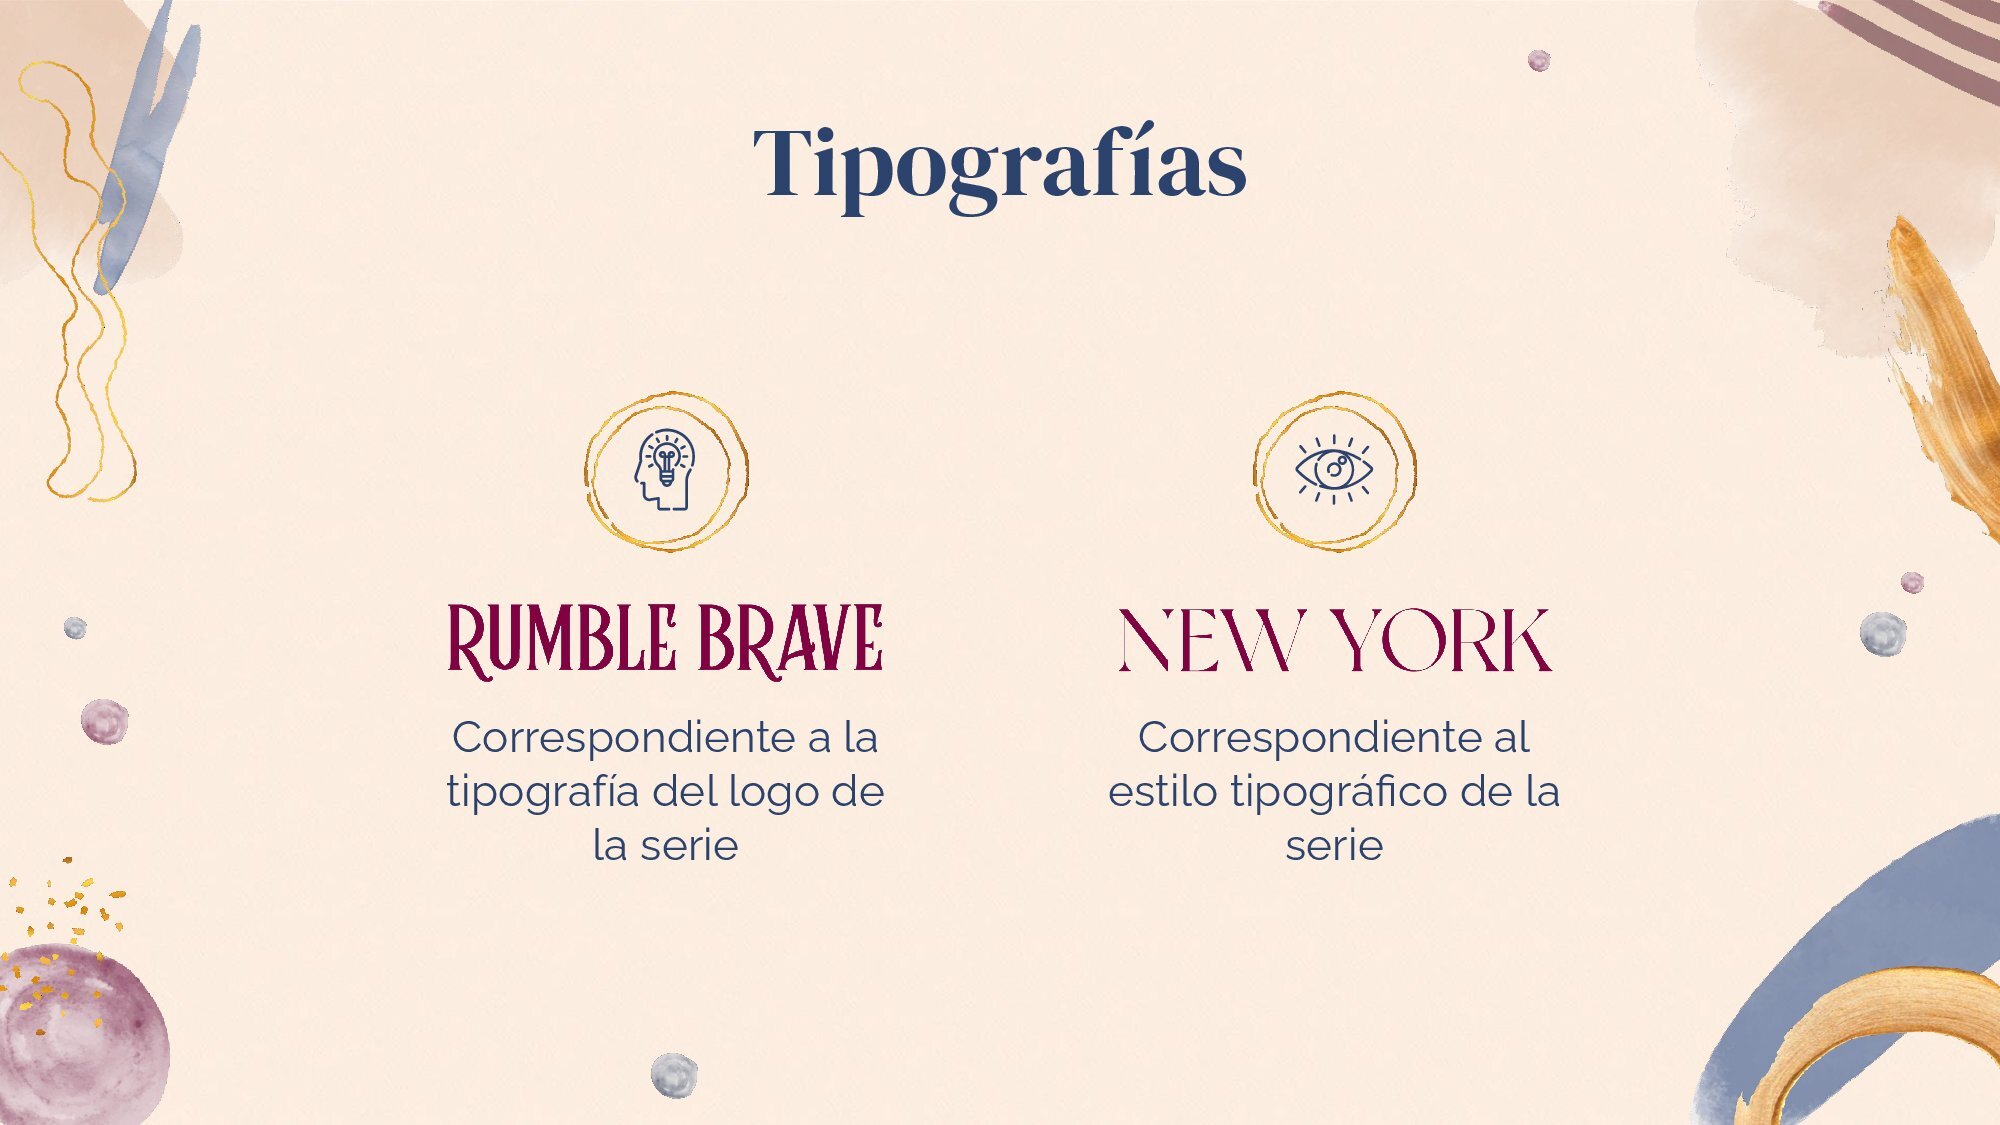 Tipografías
RUMBLE BRAVE
Correspondiente a la
tipografía del logo de
la serie
NEW YORK
Correspondiente al
estilo tipográfico de la
serie